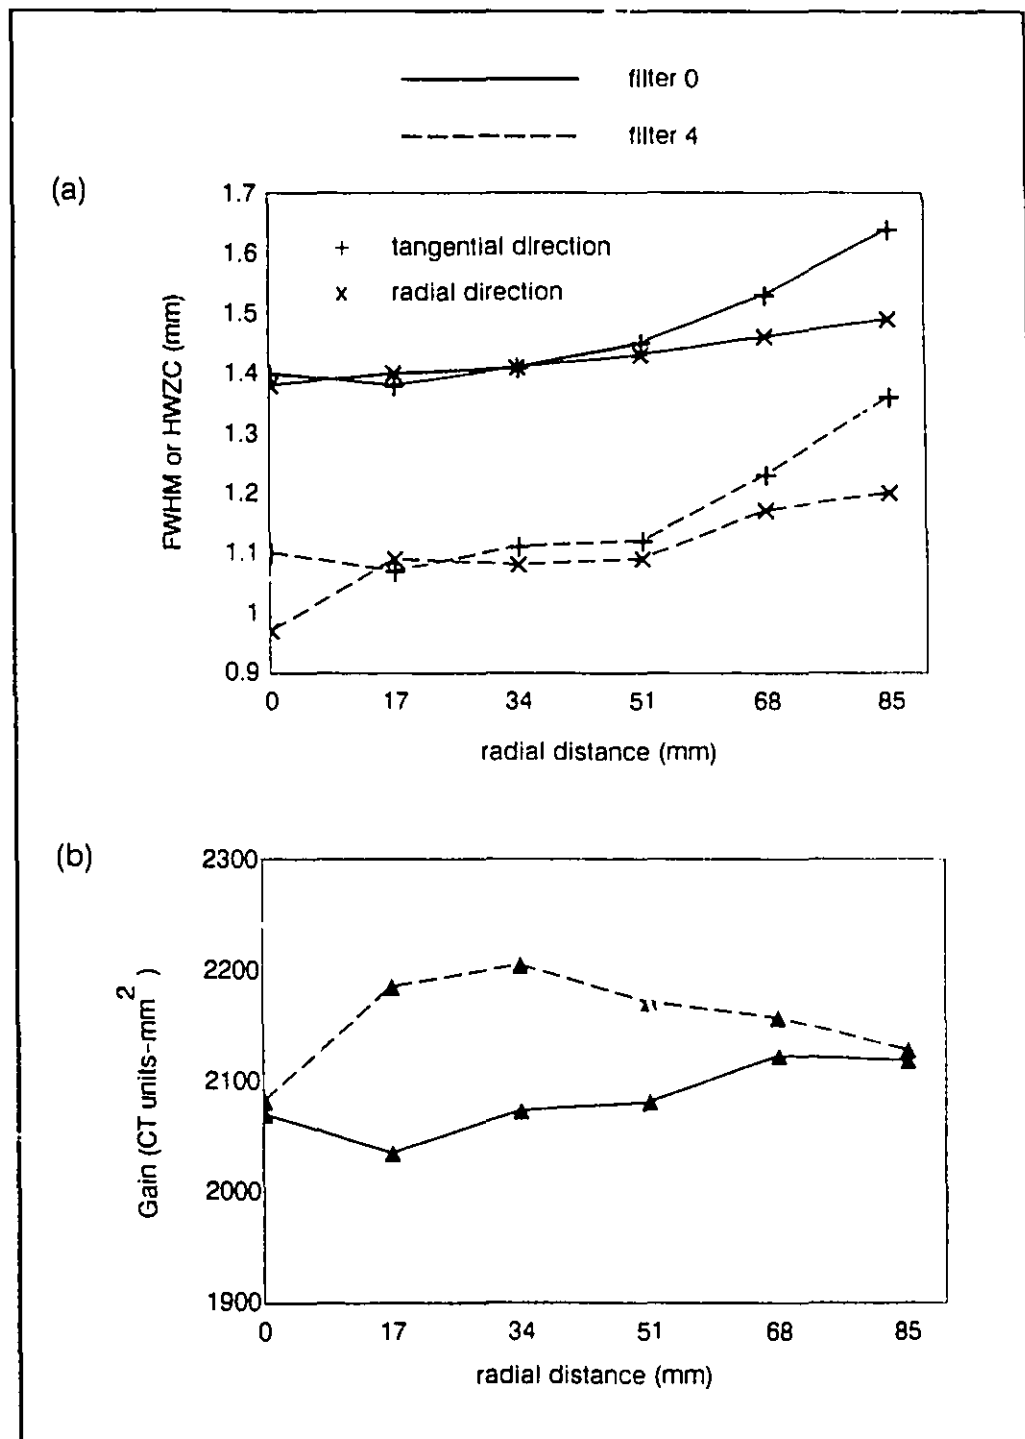 filter 0
filter 4
(a)
1.7
1.6
1.5
1.4
1.3
1.2
1.1
1
0.9
FWHM or HWZC (mm)
+ tangential direction
× radial direction
0 17 34 51 68 85
radial distance (mm)
(b)
2300
2200
2100
2000
1900
Gain (CT units-mm²)
0 17 34 51 68 85
radial distance (mm)